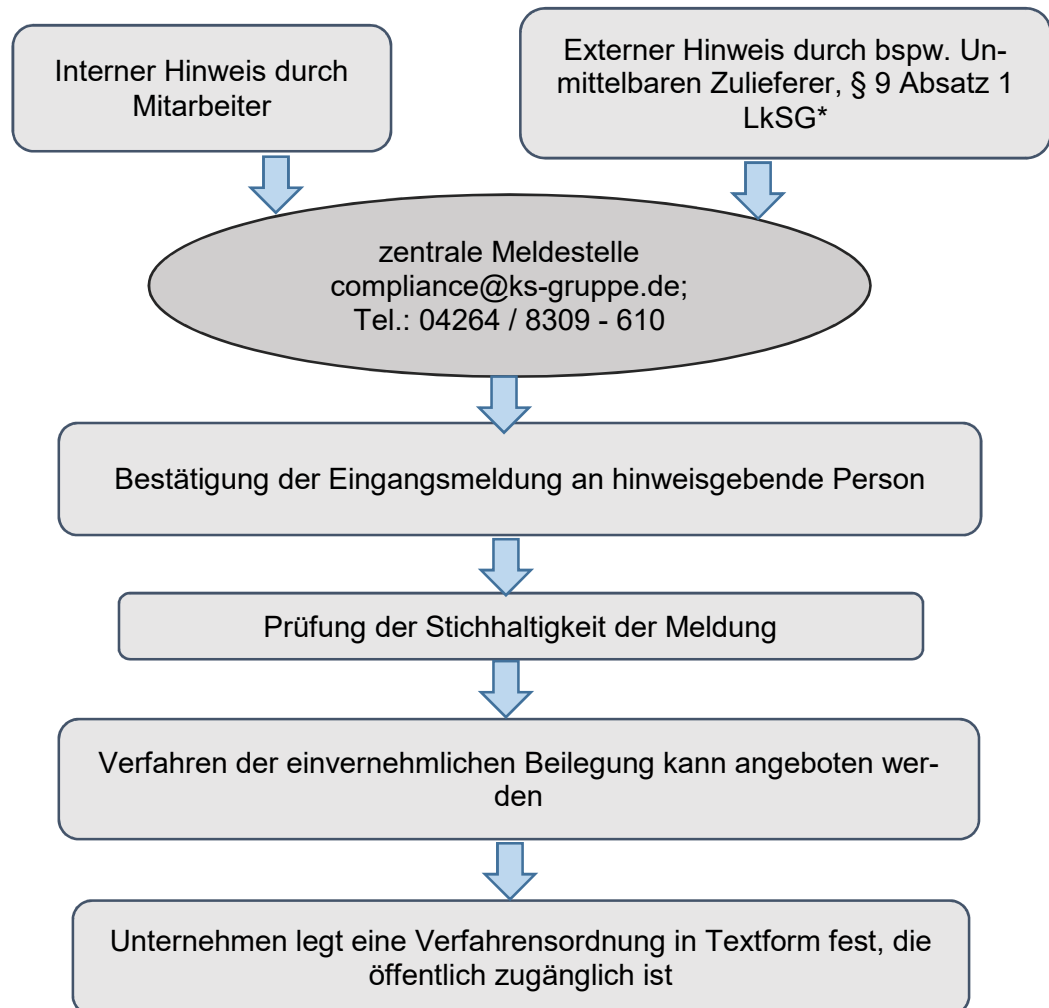 Interner Hinweis durch
Mitarbeiter
Externer Hinweis durch bspw. Un-
mittelbaren Zulieferer, § 9 Absatz 1
LkSG*
zentrale Meldestelle
compliance@ks-gruppe.de;
Tel.: 04264 / 8309 - 610
Bestätigung der Eingangsmeldung an hinweisgebende Person
Prüfung der Stichhaltigkeit der Meldung
Verfahren der einvernehmlichen Beilegung kann angeboten wer-
den
Unternehmen legt eine Verfahrensordnung in Textform fest, die
öffentlich zugänglich ist